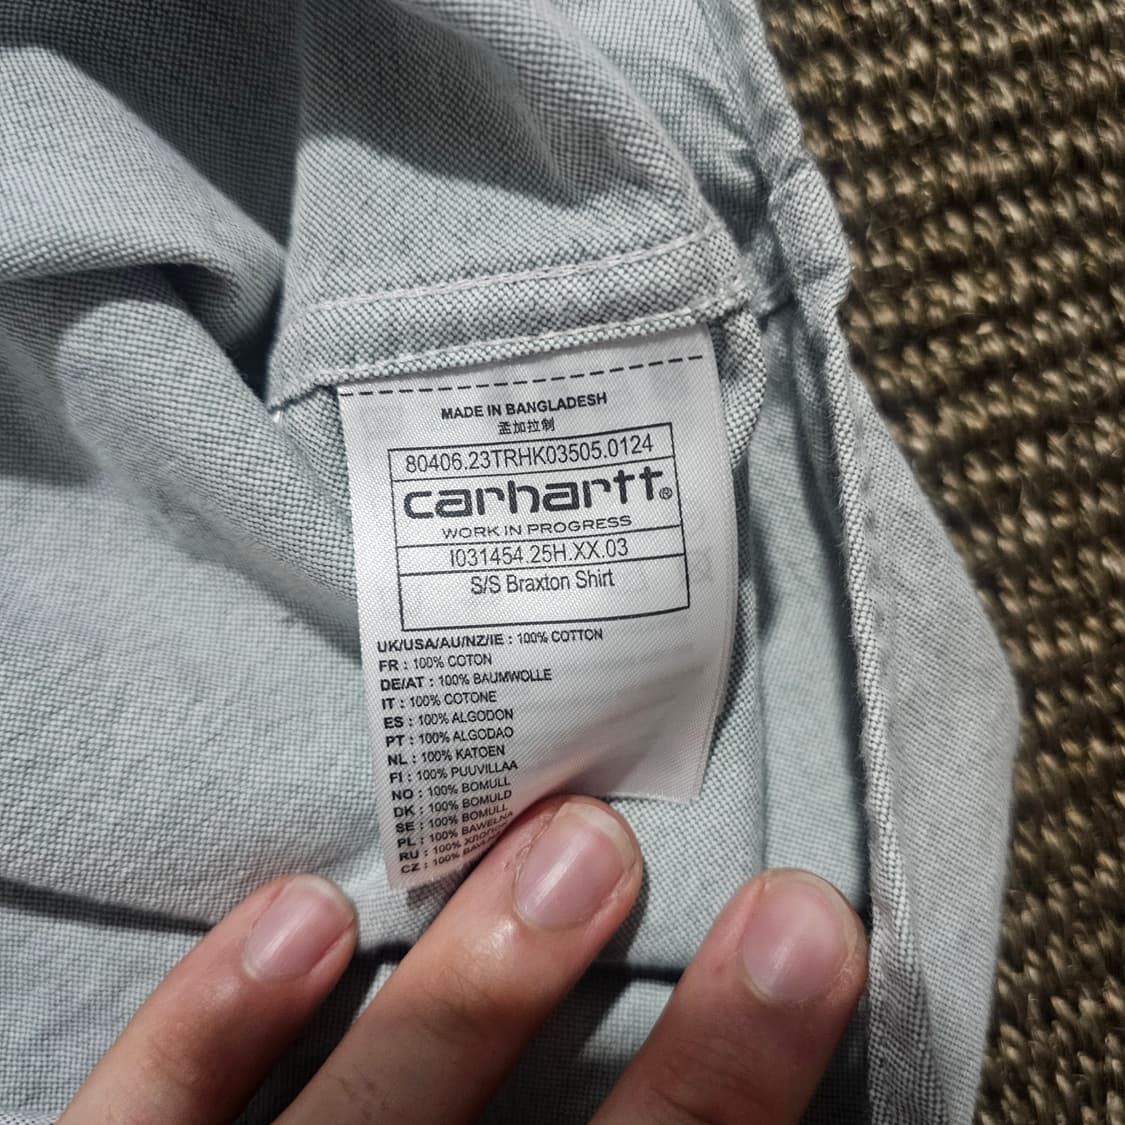 MADE IN BANGLADESH
孟加拉制
80406.23TRHK03505.0124
carhartt®
WORK IN PROGRESS
I031454.25H.XX.03
S/S Braxton Shirt
UK/USA/AU/NZ/IE : 100% COTTON
FR : 100% COTON
DE/AT : 100% BAUMWOLLE
IT : 100% COTONE
ES : 100% ALGODON
PT : 100% ALGODAO
NL : 100% KATOEN
FI : 100% PUUVILLAA
NO : 100% BOMULL
DK : 100% BOMULD
SE : 100% BOMULL
PL : 100% BAWELNA
RU : 100%
CZ : 100%